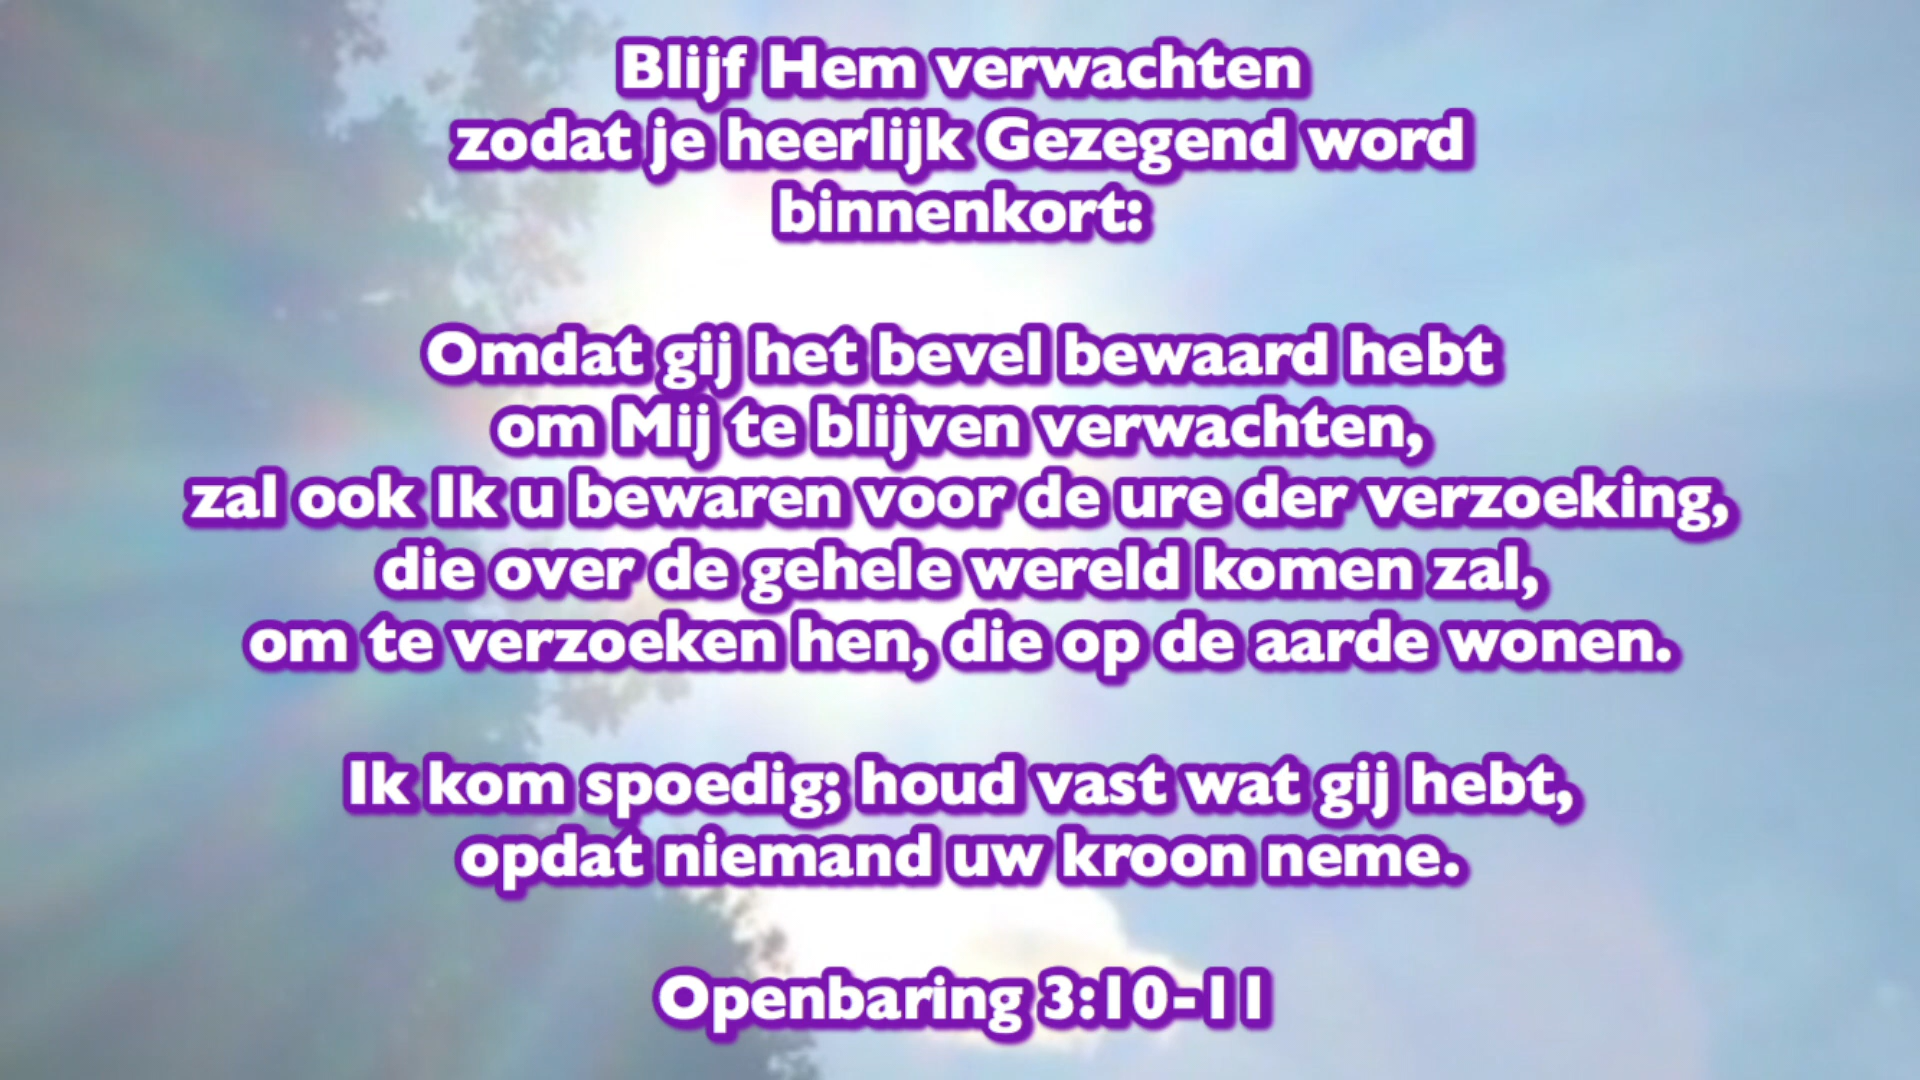 Blijf Hem verwachten
zodat je heerlijk Gezegend word
binnenkort:
Omdat gij het bevel bewaard hebt
om Mij te blijven verwachten,
zal ook Ik u bewaren voor de ure der verzoeking,
die over de gehele wereld komen zal,
om te verzoeken hen, die op de aarde wonen.
Ik kom spoedig; houd vast wat gij hebt,
opdat niemand uw kroon neme.
Openbaring 3:10-11